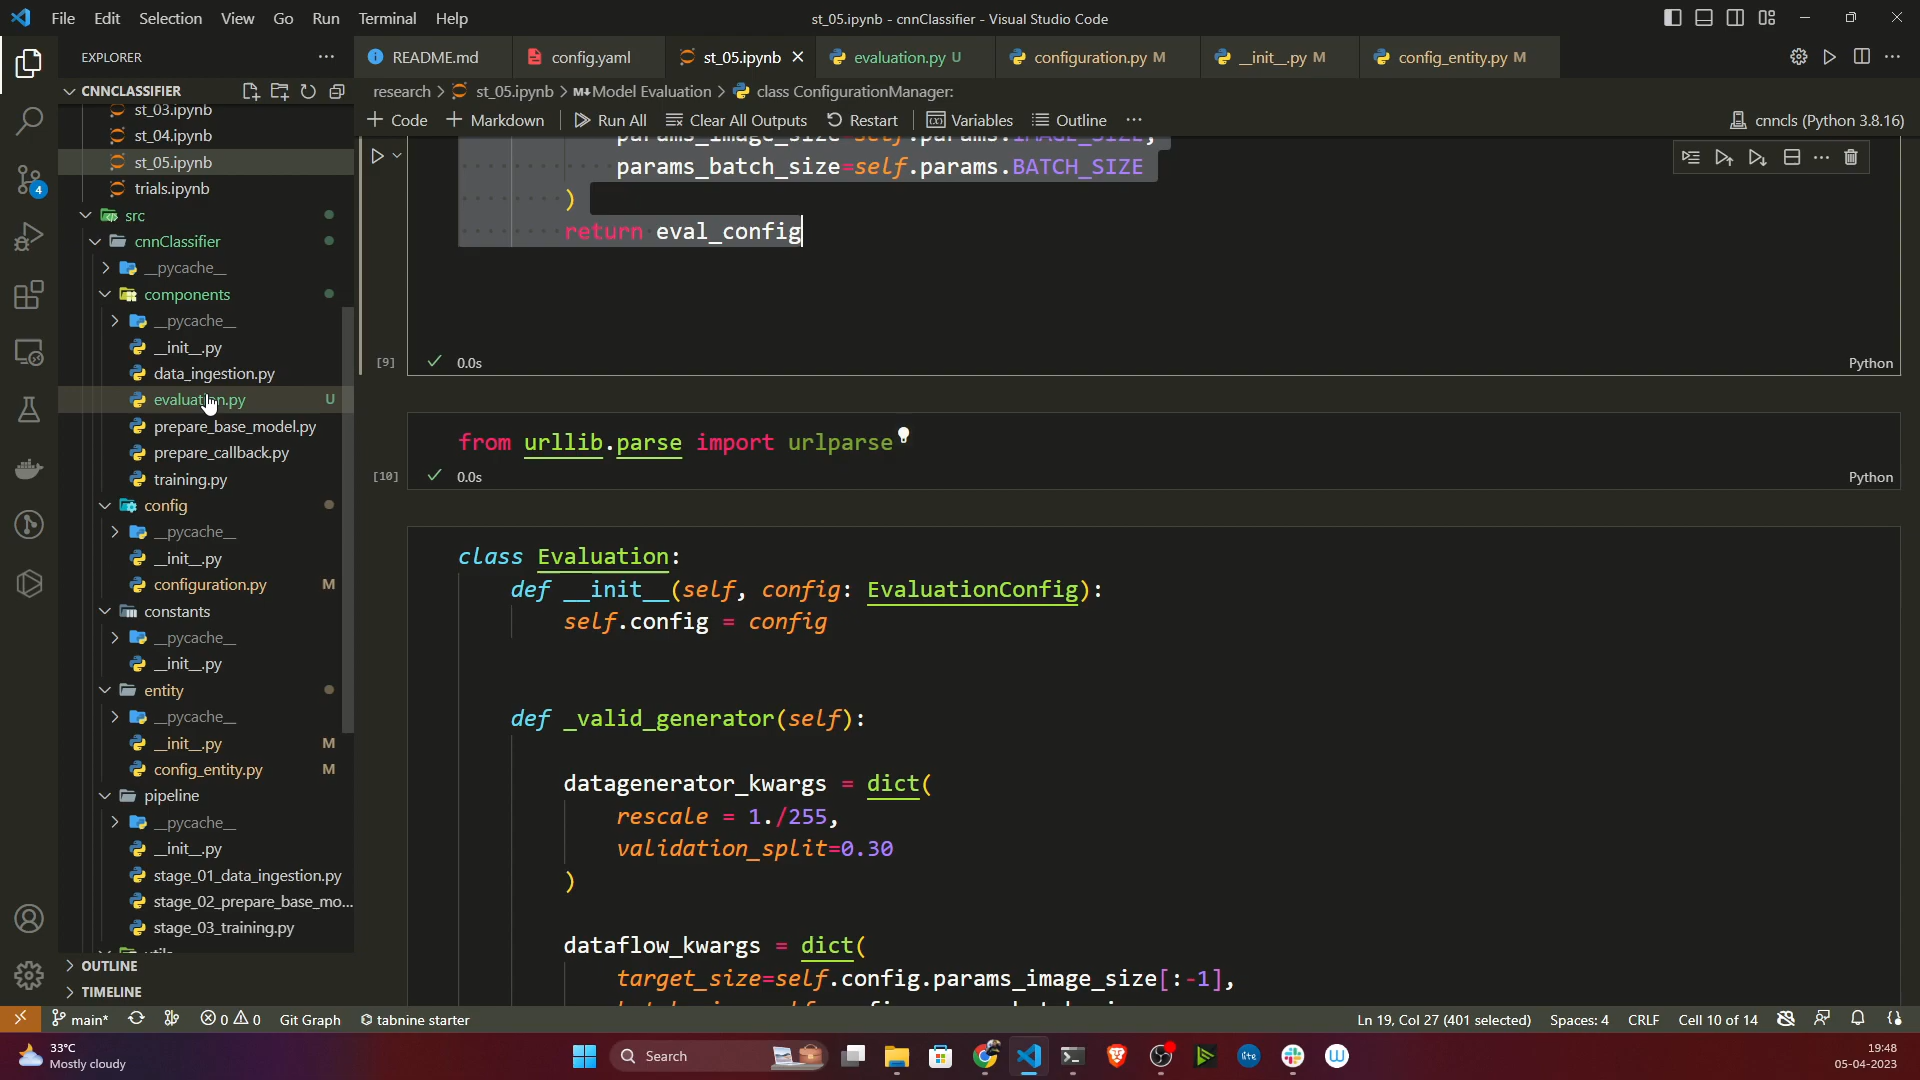 File Edit Selection View Go Run Terminal Help
st_05.ipynb - cnnClassifier - Visual Studio Code
EXPLORER
README.md
config.yaml
st_05.ipynb
evaluation.py U
configuration.py M
__init__.py M
config_entity.py M
CNNCLASSIFIER
research > st_05.ipynb > M↓Model Evaluation > class ConfigurationManager:
+ Code + Markdown Run All Clear All Outputs Restart Variables Outline ...
cnncls (Python 3.8.16)
st_03.ipynb
st_04.ipynb
st_05.ipynb
trials.ipynb
src
cnnClassifier
__pycache__
components
__pycache__
__init__.py
data_ingestion.py
evaluation.py U
prepare_base_model.py
prepare_callback.py
training.py
config
__pycache__
__init__.py
configuration.py M
constants
__pycache__
__init__.py
entity
__pycache__
__init__.py M
config_entity.py M
pipeline
__pycache__
__init__.py
stage_01_data_ingestion.py
stage_02_prepare_base_mo...
stage_03_training.py
utils
OUTLINE
TIMELINE
params_image_size=self.params.IMAGE_SIZE,
params_batch_size=self.params.BATCH_SIZE
)
return eval_config
[9] 0.0s Python
from urllib.parse import urlparse
[10] 0.0s Python
class Evaluation:
def __init__(self, config: EvaluationConfig):
self.config = config
def _valid_generator(self):
datagenerator_kwargs = dict(
rescale = 1./255,
validation_split=0.30
)
dataflow_kwargs = dict(
target_size=self.config.params_image_size[:-1],
4
main* 0 0 Git Graph tabnine starter
Ln 19, Col 27 (401 selected) Spaces: 4 CRLF Cell 10 of 14
33°C
Mostly cloudy
Search
lite
19:48
05-04-2023